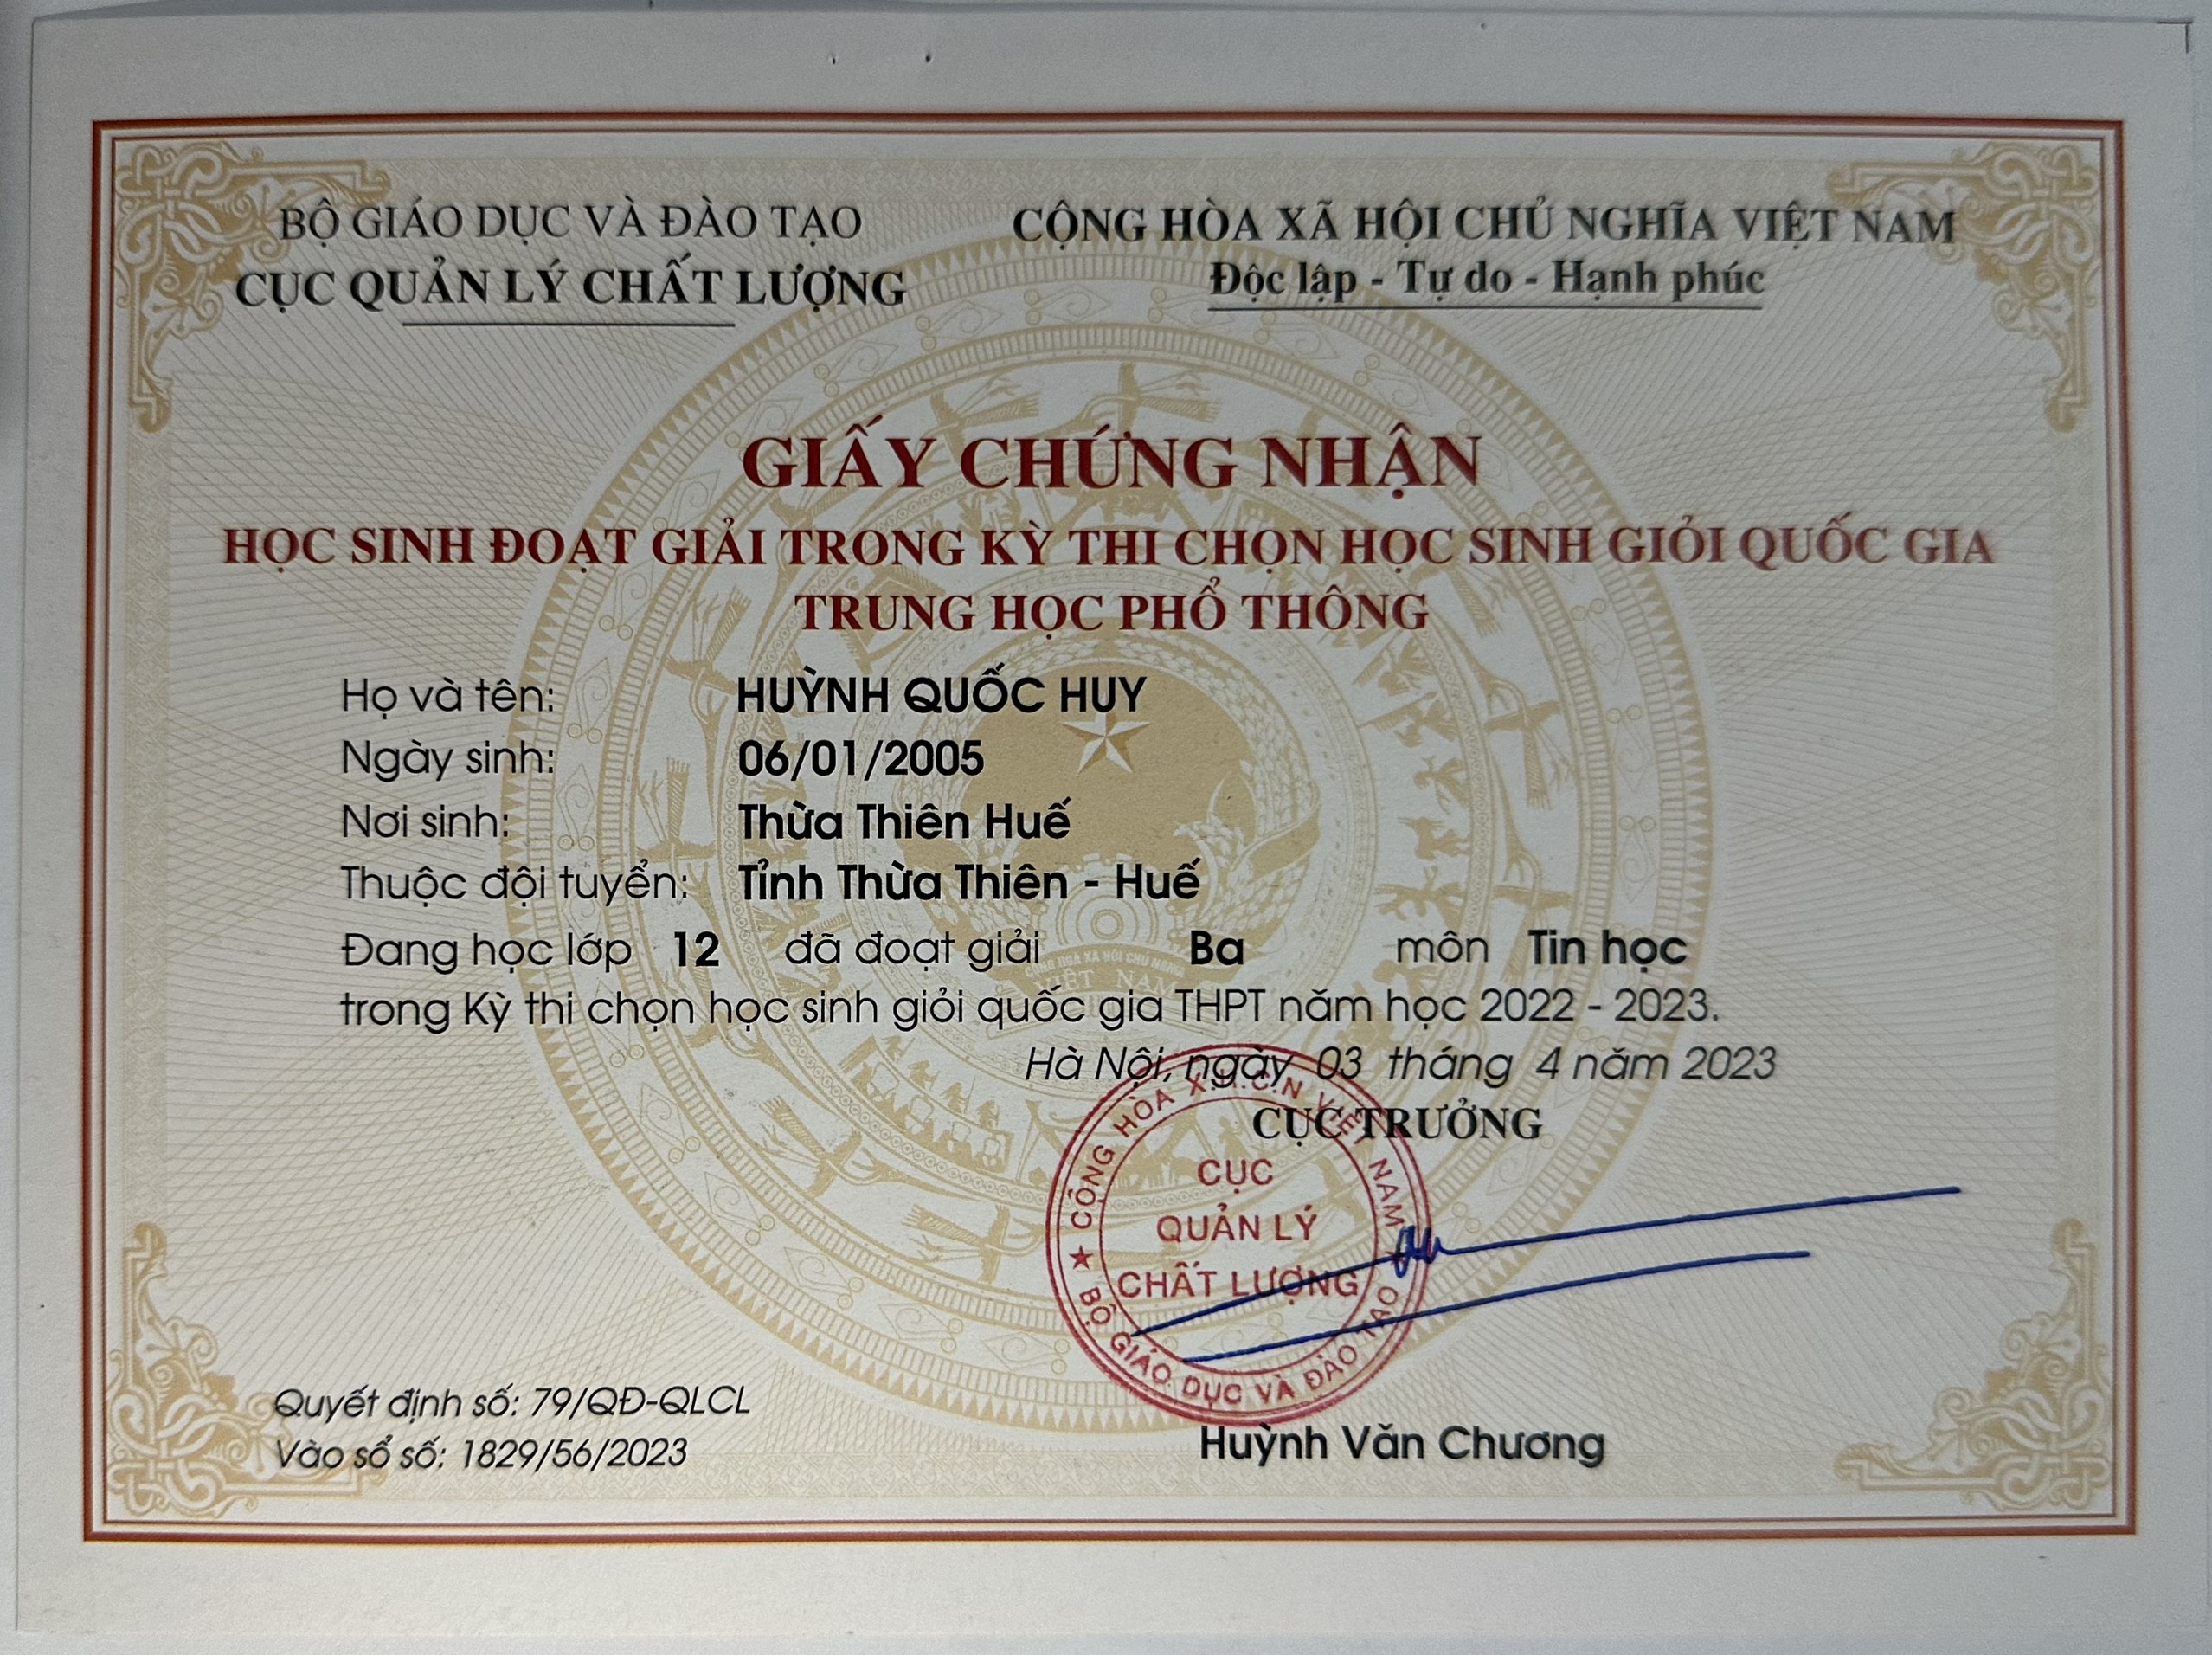 BỘ GIÁO DỤC VÀ ĐÀO TẠO
CỤC QUẢN LÝ CHẤT LƯỢNG
CỘNG HÒA XÃ HỘI CHỦ NGHĨA VIỆT NAM
Độc lập - Tự do - Hạnh phúc
GIẤY CHỨNG NHẬN
HỌC SINH ĐOẠT GIẢI TRONG KỲ THI CHỌN HỌC SINH GIỎI QUỐC GIA
TRUNG HỌC PHỔ THÔNG
Họ và tên: HUỲNH QUỐC HUY
Ngày sinh: 06/01/2005
Nơi sinh: Thừa Thiên Huế
Thuộc đội tuyển: Tỉnh Thừa Thiên - Huế
Đang học lớp 12 đã đoạt giải Ba môn Tin học
trong Kỳ thi chọn học sinh giỏi quốc gia THPT năm học 2022 - 2023.
Hà Nội, ngày 03 tháng 4 năm 2023
CỤC TRƯỞNG
CỘNG HÒA X.H.C.N VIỆT NAM
CỤC
QUẢN LÝ
CHẤT LƯỢNG
★ BỘ GIÁO DỤC VÀ ĐÀO TẠO
Huỳnh Văn Chương
Quyết định số: 79/QĐ-QLCL
Vào sổ số: 1829/56/2023
CỘNG HÒA XÃ HỘI CHỦ NGHĨA
VIỆT NAM